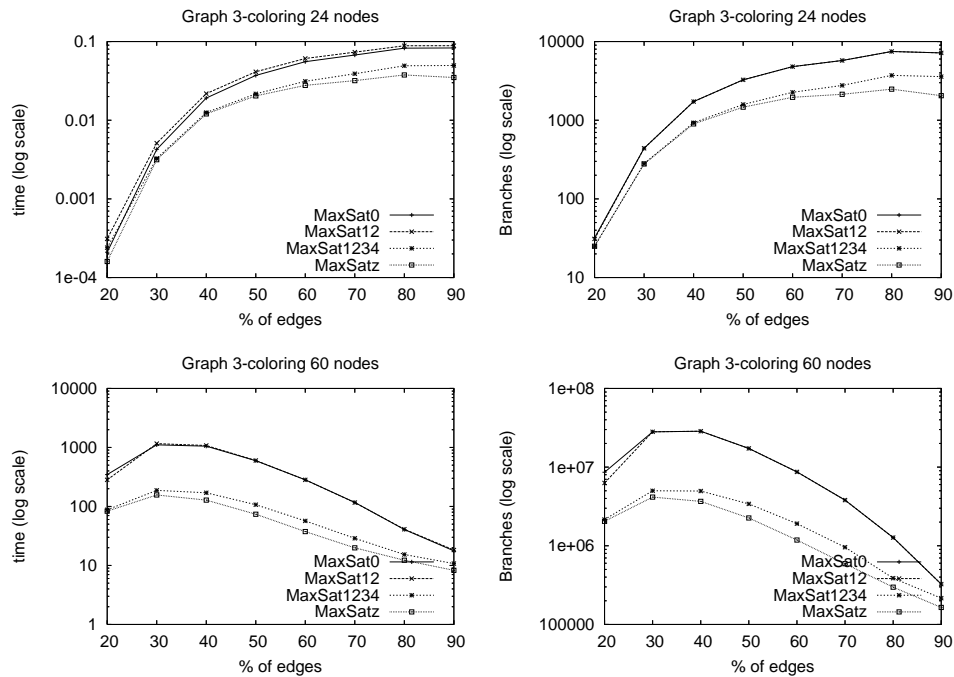 Graph 3-coloring 24 nodes
0.1
0.01
0.001
1e-04
time (log scale)
MaxSat0
MaxSat12
MaxSat1234
MaxSatz
20 30 40 50 60 70 80 90
% of edges
Graph 3-coloring 24 nodes
10000
1000
100
10
Branches (log scale)
MaxSat0
MaxSat12
MaxSat1234
MaxSatz
20 30 40 50 60 70 80 90
% of edges
Graph 3-coloring 60 nodes
10000
1000
100
10
1
time (log scale)
MaxSat0
MaxSat12
MaxSat1234
MaxSatz
20 30 40 50 60 70 80 90
% of edges
Graph 3-coloring 60 nodes
1e+08
1e+07
1e+06
100000
Branches (log scale)
MaxSat0
MaxSat12
MaxSat1234
MaxSatz
20 30 40 50 60 70 80 90
% of edges